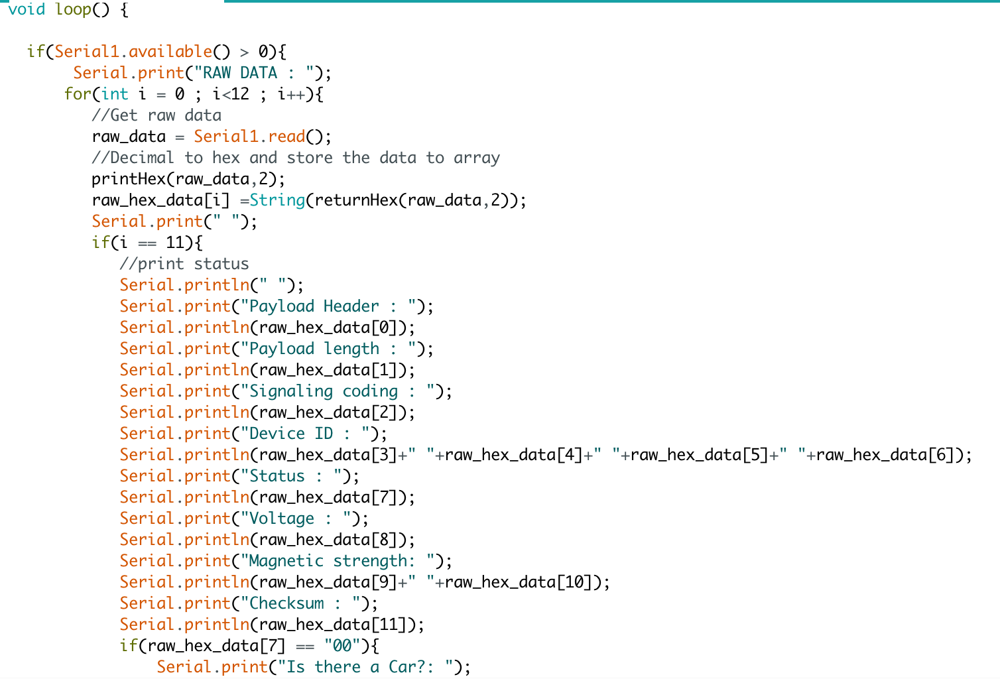 void loop() {
if(Serial1.available() > 0){
Serial.print("RAW DATA : ");
for(int i = 0 ; i<12 ; i++){
//Get raw data
raw_data = Serial1.read();
//Decimal to hex and store the data to array
printHex(raw_data,2);
raw_hex_data[i] =String(returnHex(raw_data,2));
Serial.print(" ");
if(i == 11){
//print status
Serial.println(" ");
Serial.print("Payload Header : ");
Serial.println(raw_hex_data[0]);
Serial.print("Payload length : ");
Serial.println(raw_hex_data[1]);
Serial.print("Signaling coding : ");
Serial.println(raw_hex_data[2]);
Serial.print("Device ID : ");
Serial.println(raw_hex_data[3]+" "+raw_hex_data[4]+" "+raw_hex_data[5]+" "+raw_hex_data[6]);
Serial.print("Status : ");
Serial.println(raw_hex_data[7]);
Serial.print("Voltage : ");
Serial.println(raw_hex_data[8]);
Serial.print("Magnetic strength: ");
Serial.println(raw_hex_data[9]+" "+raw_hex_data[10]);
Serial.print("Checksum : ");
Serial.println(raw_hex_data[11]);
if(raw_hex_data[7] == "00"){
Serial.print("Is there a Car?: ");